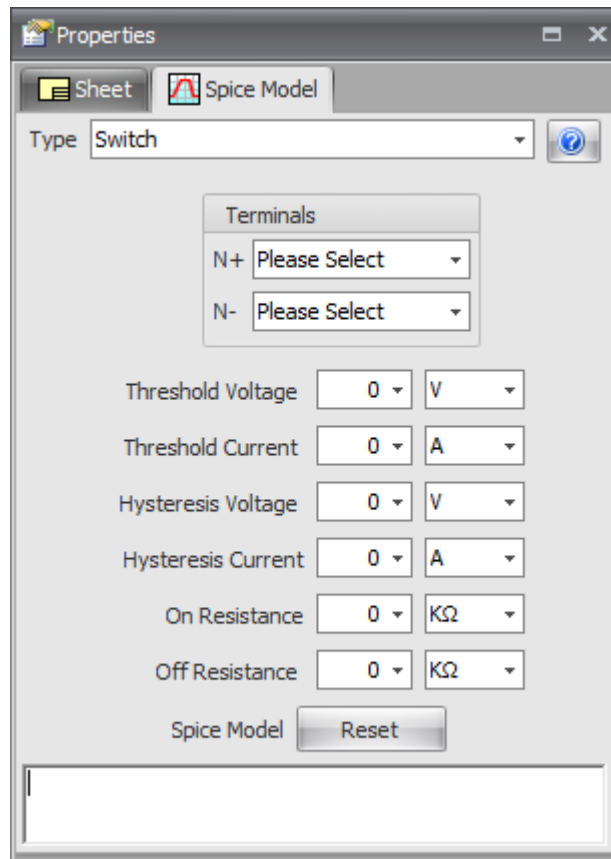 Properties
Sheet Spice Model
Type Switch
Terminals
N+ Please Select
N- Please Select
Threshold Voltage 0 V
Threshold Current 0 A
Hysteresis Voltage 0 V
Hysteresis Current 0 A
On Resistance 0 KΩ
Off Resistance 0 KΩ
Spice Model Reset